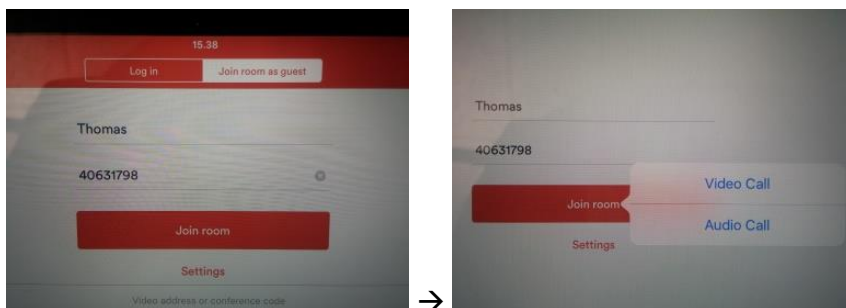 15.38
Log in
Join room as guest
Thomas
40631798
Join room
Settings
Video address or conference code
→
Thomas
40631798
Video Call
Join room
Audio Call
Settings